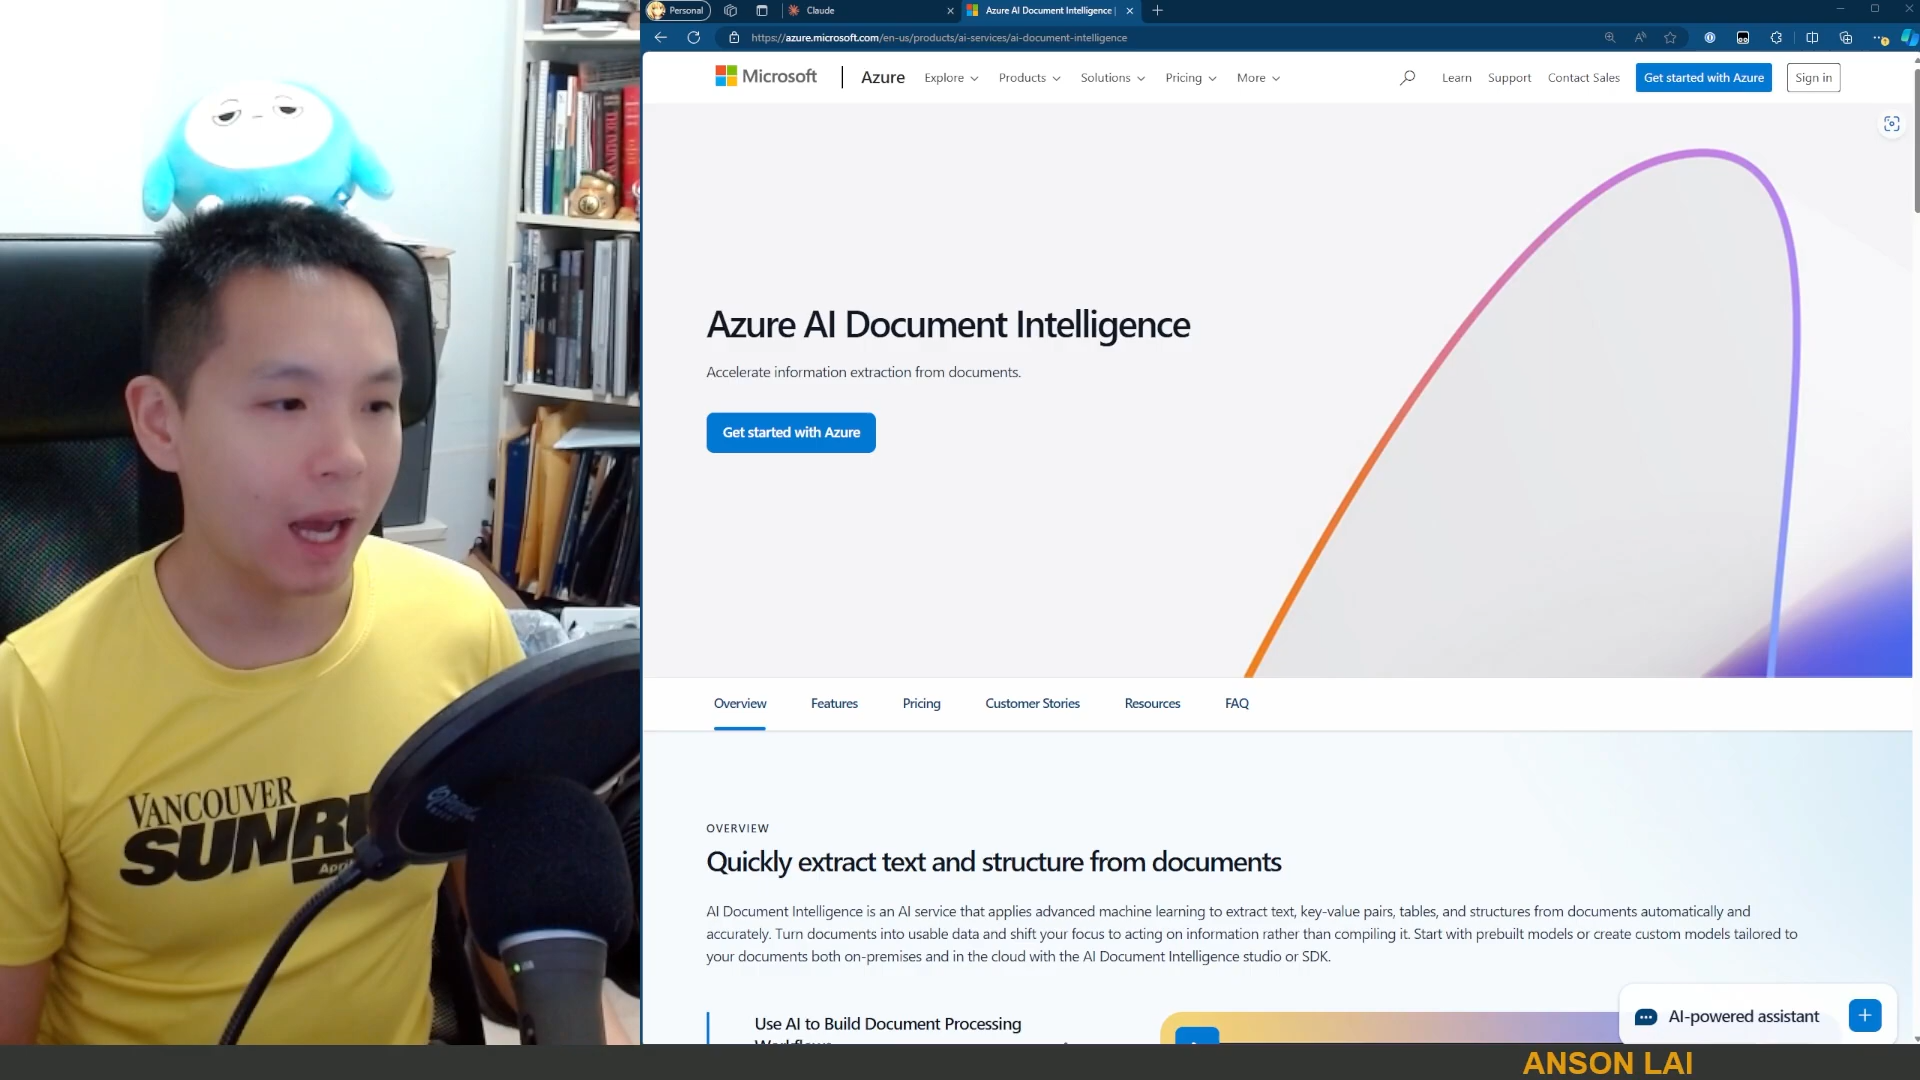 Personal
Claude
Azure AI Document Intelligence |
https://azure.microsoft.com/en-us/products/ai-services/ai-document-intelligence
Microsoft
Azure
Explore
Products
Solutions
Pricing
More
Learn
Support
Contact Sales
Get started with Azure
Sign in
Azure AI Document Intelligence
Accelerate information extraction from documents.
Get started with Azure
Overview
Features
Pricing
Customer Stories
Resources
FAQ
OVERVIEW
Quickly extract text and structure from documents
AI Document Intelligence is an AI service that applies advanced machine learning to extract text, key-value pairs, tables, and structures from documents automatically and
accurately. Turn documents into usable data and shift your focus to acting on information rather than compiling it. Start with prebuilt models or create custom models tailored to
your documents both on-premises and in the cloud with the AI Document Intelligence studio or SDK.
Use AI to Build Document Processing
Workflows
AI-powered assistant
VANCOUVER
SUNRU
April
ANSON LAI